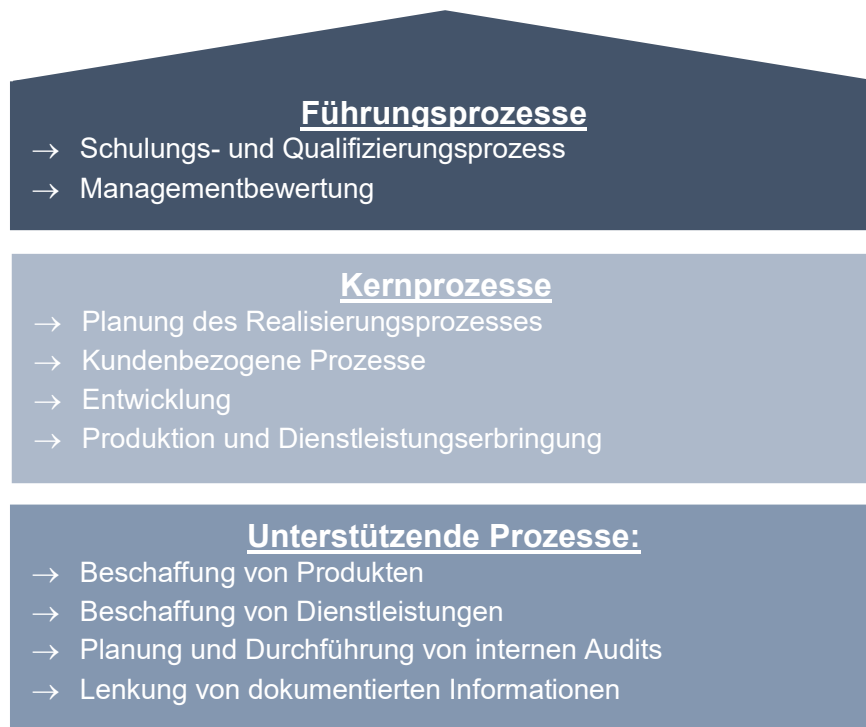 Führungsprozesse
→ Schulungs- und Qualifizierungsprozess
→ Managementbewertung
Kernprozesse
→ Planung des Realisierungsprozesses
→ Kundenbezogene Prozesse
→ Entwicklung
→ Produktion und Dienstleistungserbringung
Unterstützende Prozesse:
→ Beschaffung von Produkten
→ Beschaffung von Dienstleistungen
→ Planung und Durchführung von internen Audits
→ Lenkung von dokumentierten Informationen